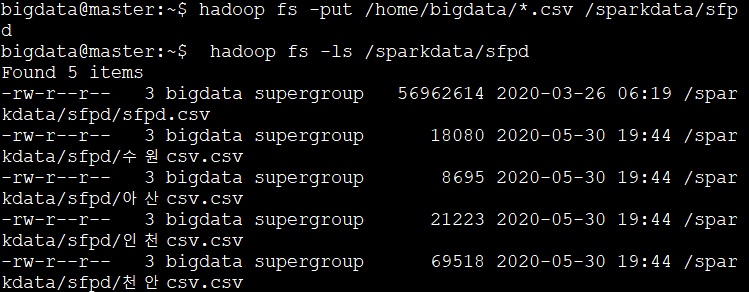 bigdata@master:~$ hadoop fs -put /home/bigdata/*.csv /sparkdata/sfp
d
bigdata@master:~$  hadoop fs -ls /sparkdata/sfpd
Found 5 items
-rw-r--r--   3 bigdata supergroup   56962614 2020-03-26 06:19 /spar
kdata/sfpd/sfpd.csv
-rw-r--r--   3 bigdata supergroup      18080 2020-05-30 19:44 /spar
kdata/sfpd/수원csv.csv
-rw-r--r--   3 bigdata supergroup       8695 2020-05-30 19:44 /spar
kdata/sfpd/아산csv.csv
-rw-r--r--   3 bigdata supergroup      21223 2020-05-30 19:44 /spar
kdata/sfpd/인천csv.csv
-rw-r--r--   3 bigdata supergroup      69518 2020-05-30 19:44 /spar
kdata/sfpd/천안csv.csv